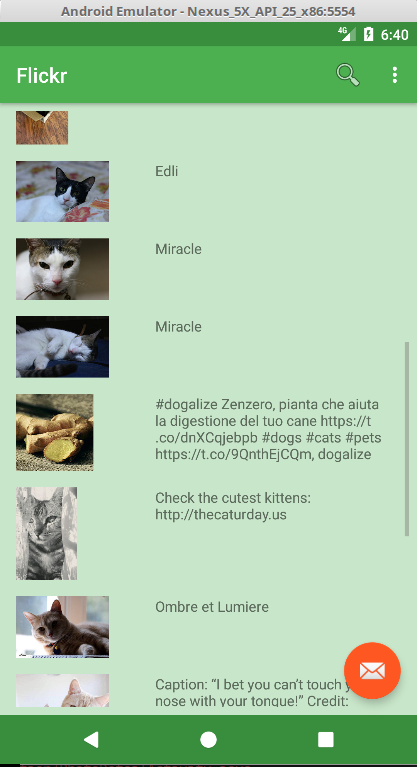 Android Emulator - Nexus_5X_API_25_x86:5554
4G 6:40
Flickr
Edli
Miracle
Miracle
#dogalize Zenzero, pianta che aiuta
la digestione del tuo cane https://t
.co/dnXCqjebpb #dogs #cats #pets
https://t.co/9QnthEjCQm, dogalize
Check the cutest kittens:
http://thecaturday.us
Ombre et Lumiere
Caption: “I bet you can’t touch
nose with your tongue!” Credit: